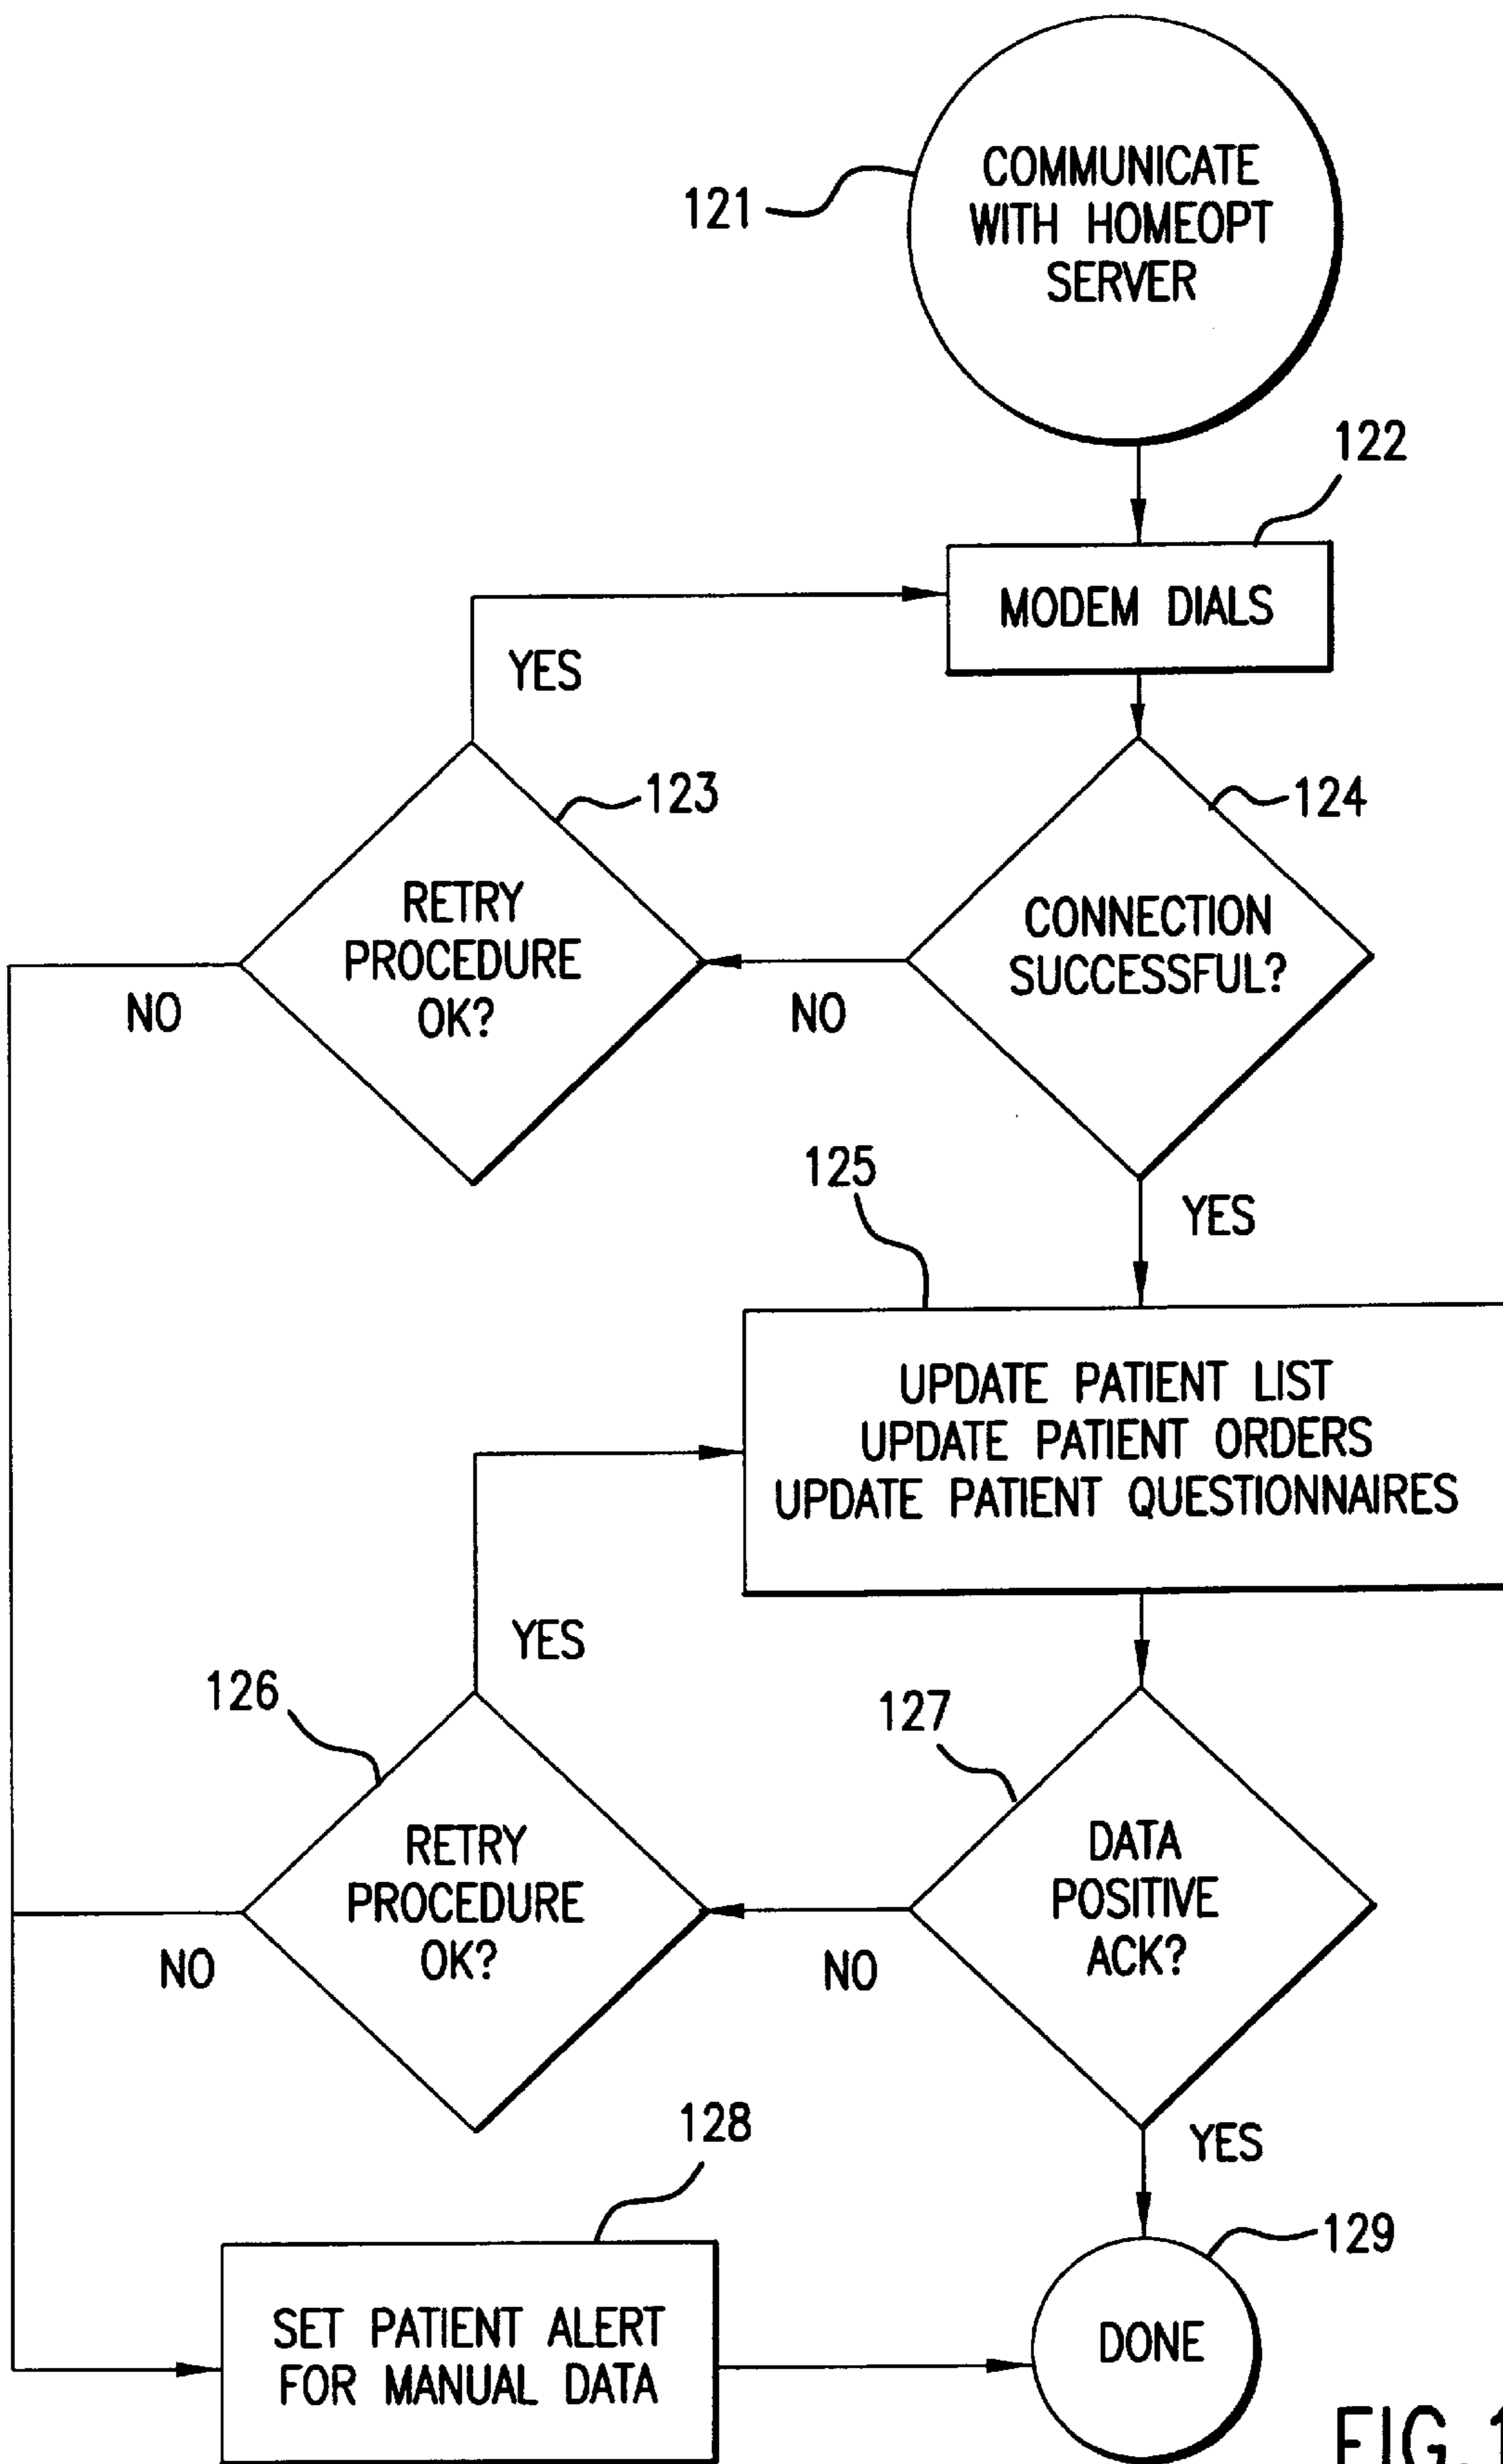 COMMUNICATE
WITH HOMEOPT
SERVER
121
122
MODEM DIALS
YES
123
124
RETRY
PROCEDURE
OK?
CONNECTION
SUCCESSFUL?
NO
NO
125
YES
UPDATE PATIENT LIST
UPDATE PATIENT ORDERS
UPDATE PATIENT QUESTIONNAIRES
YES
126
127
RETRY
PROCEDURE
OK?
DATA
POSITIVE
ACK?
NO
NO
128
YES
129
SET PATIENT ALERT
FOR MANUAL DATA
DONE
FIG. 1